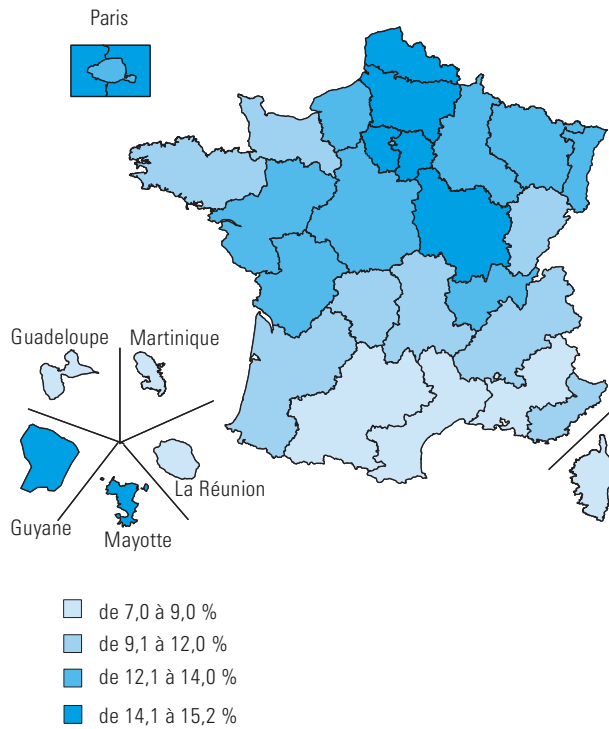 Paris
Guadeloupe
Martinique
La Réunion
Guyane
Mayotte
de 7,0 à 9,0 %
de 9,1 à 12,0 %
de 12,1 à 14,0 %
de 14,1 à 15,2 %